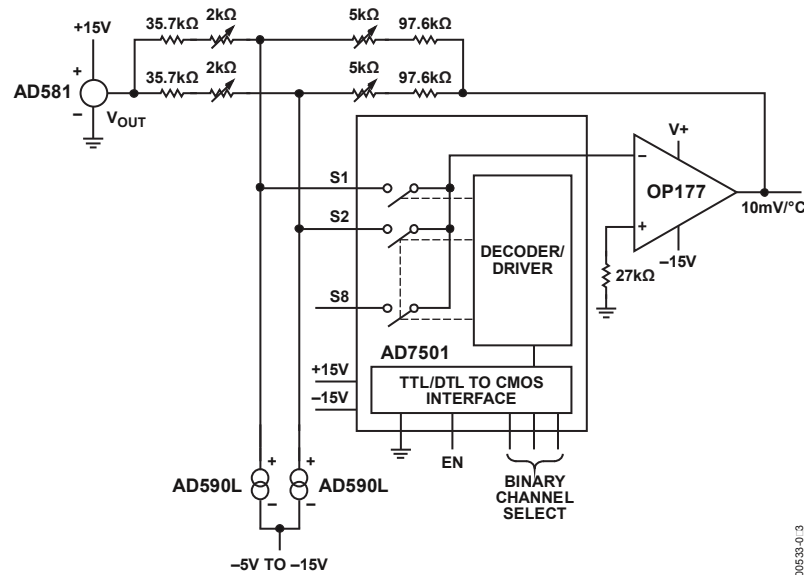 +15V
35.7kΩ
2kΩ
5kΩ
97.6kΩ
AD581
+
−
VOUT
35.7kΩ
2kΩ
5kΩ
97.6kΩ
S1
S2
S8
DECODER/
DRIVER
AD7501
+15V
−15V
TTL/DTL TO CMOS
INTERFACE
EN
BINARY
CHANNEL
SELECT
V+
−
OP177
+
−15V
27kΩ
10mV/°C
AD590L
+
−
+
−
AD590L
−5V TO −15V